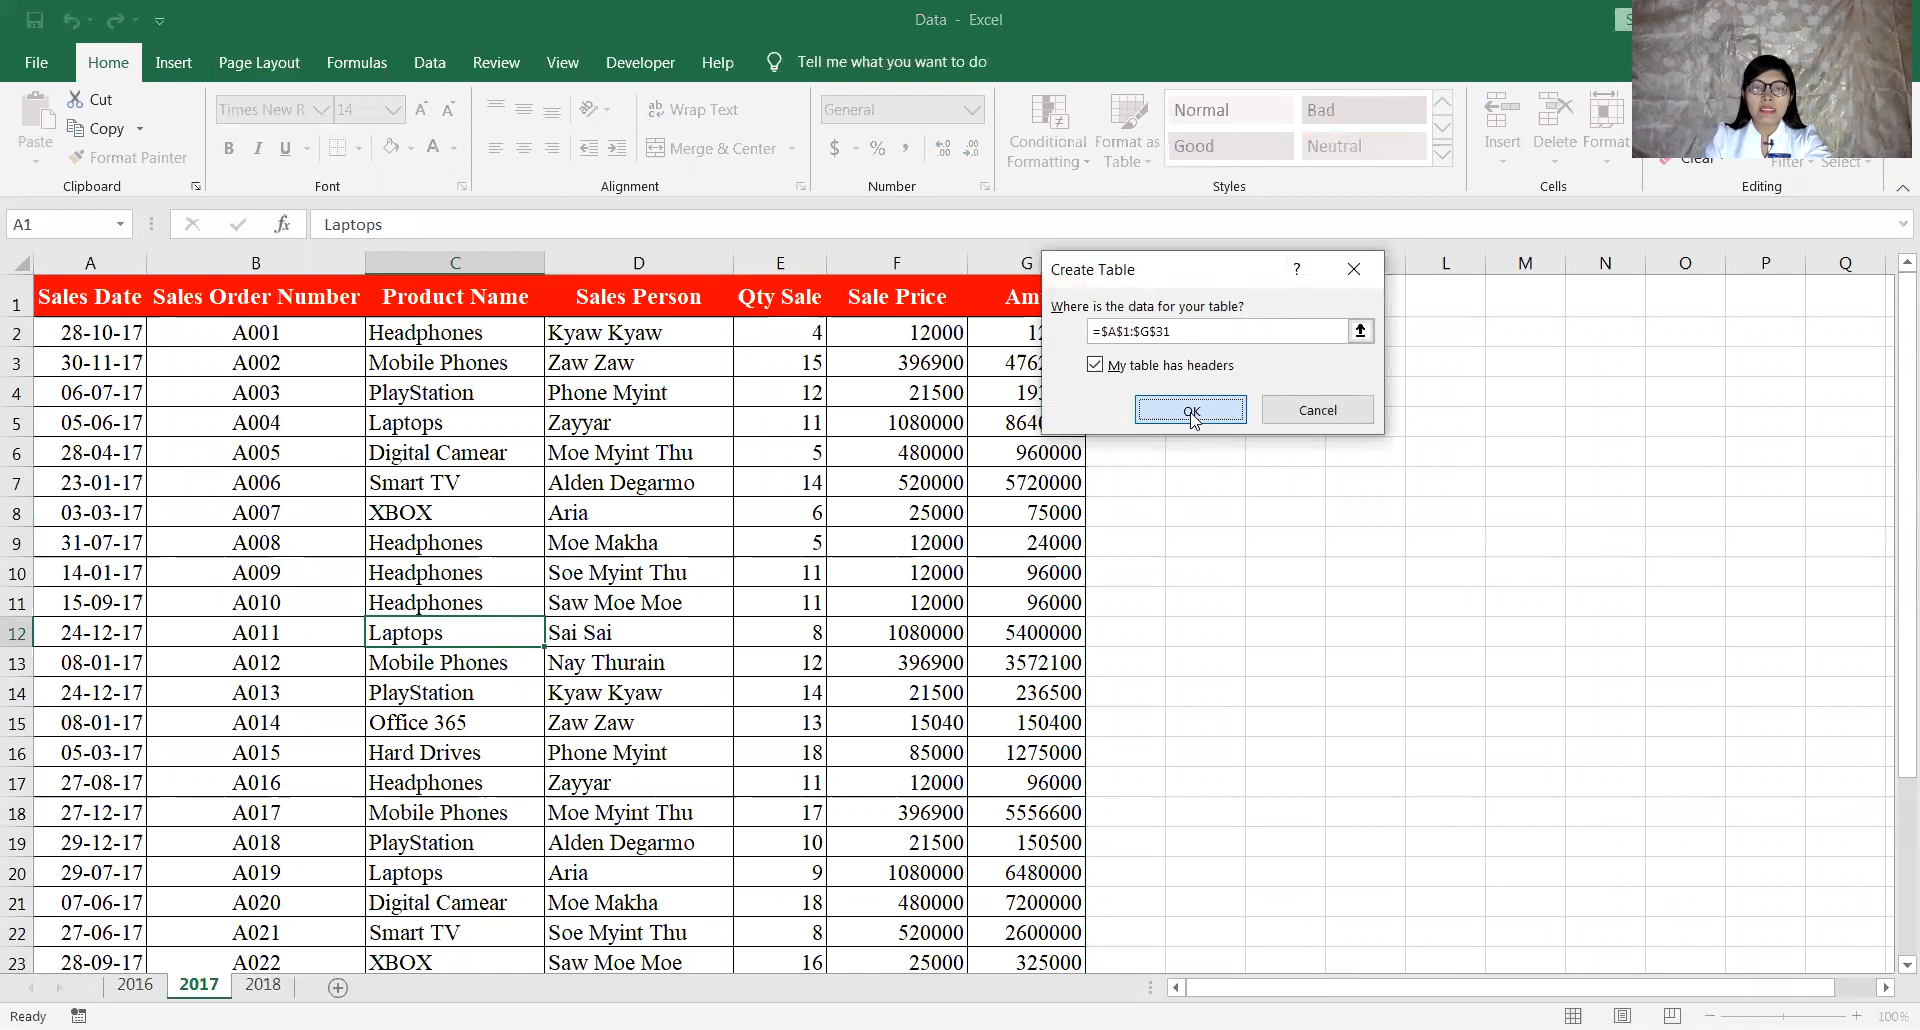 Data - Excel
File Home Insert Page Layout Formulas Data Review View Developer Help Tell me what you want to do
Paste
Cut
Copy
Format Painter
Clipboard
Times New R 14
B I U A
Font
ab Wrap Text
Merge & Center
Alignment
General
$ % ,
Number
Conditional Formatting
Format as Table
Normal Bad
Good Neutral
Styles
Insert Delete Format
Cells
Clear
Filter Select
Editing
A1 fx Laptops
A B C D E F G L M N O P Q
1 Sales Date Sales Order Number Product Name Sales Person Qty Sale Sale Price
2 28-10-17 A001 Headphones Kyaw Kyaw 4 12000
3 30-11-17 A002 Mobile Phones Zaw Zaw 15 396900
4 06-07-17 A003 PlayStation Phone Myint 12 21500
5 05-06-17 A004 Laptops Zayyar 11 1080000
6 28-04-17 A005 Digital Camear Moe Myint Thu 5 480000 960000
7 23-01-17 A006 Smart TV Alden Degarmo 14 520000 5720000
8 03-03-17 A007 XBOX Aria 6 25000 75000
9 31-07-17 A008 Headphones Moe Makha 5 12000 24000
10 14-01-17 A009 Headphones Soe Myint Thu 11 12000 96000
11 15-09-17 A010 Headphones Saw Moe Moe 11 12000 96000
12 24-12-17 A011 Laptops Sai Sai 8 1080000 5400000
13 08-01-17 A012 Mobile Phones Nay Thurain 12 396900 3572100
14 24-12-17 A013 PlayStation Kyaw Kyaw 14 21500 236500
15 08-01-17 A014 Office 365 Zaw Zaw 13 15040 150400
16 05-03-17 A015 Hard Drives Phone Myint 18 85000 1275000
17 27-08-17 A016 Headphones Zayyar 11 12000 96000
18 27-12-17 A017 Mobile Phones Moe Myint Thu 17 396900 5556600
19 29-12-17 A018 PlayStation Alden Degarmo 10 21500 150500
20 29-07-17 A019 Laptops Aria 9 1080000 6480000
21 07-06-17 A020 Digital Camear Moe Makha 18 480000 7200000
22 27-06-17 A021 Smart TV Soe Myint Thu 8 520000 2600000
23 28-09-17 A022 XBOX Saw Moe Moe 16 25000 325000
Create Table ?
Where is the data for your table?
=$A$1:$G$31
My table has headers
OK Cancel
2016 2017 2018
Ready 100%